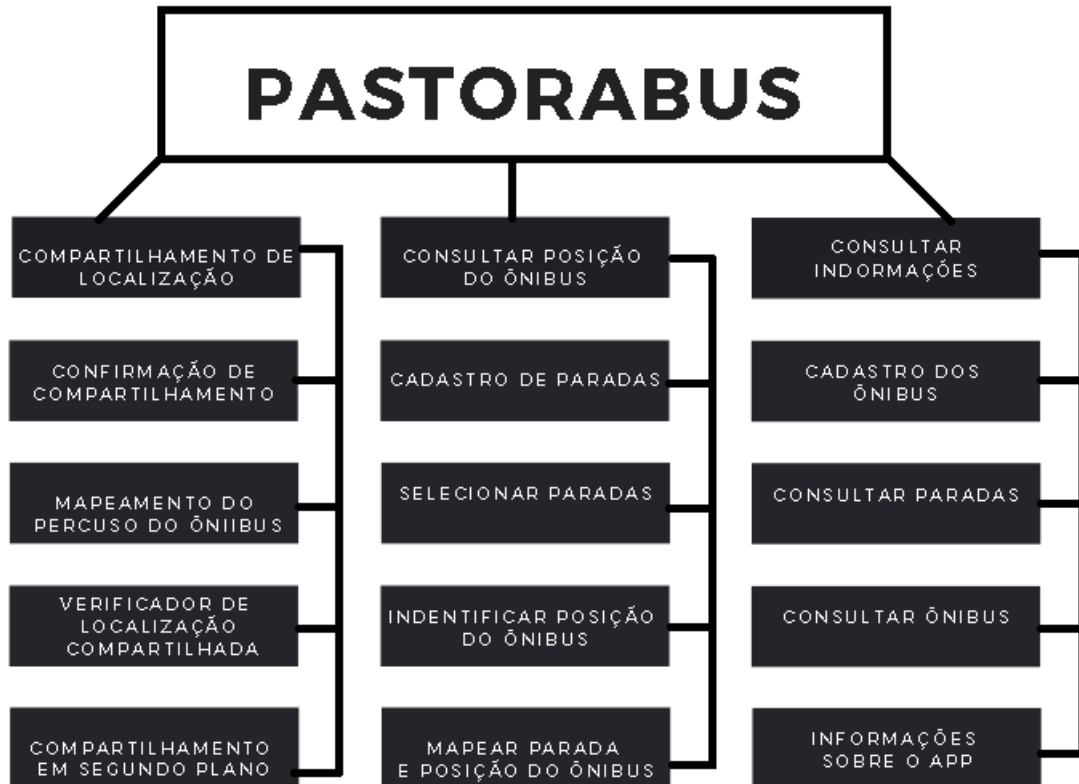 PASTORABUS
COMPARTILHAMENTO DE
LOCALIZAÇÃO
CONFIRMAÇÃO DE
COMPARTILHAMENTO
MAPEAMENTO DO
PERCUSO DO ÔNIIBUS
VERIFICADOR DE
LOCALIZAÇÃO
COMPARTILHADA
COMPARTILHAMENTO
EM SEGUNDO PLANO
CONSULTAR POSIÇÃO
DO ÔNIBUS
CADASTRO DE PARADAS
SELECIONAR PARADAS
INDENTIFICAR POSIÇÃO
DO ÔNIBUS
MAPEAR PARADA
E POSIÇÃO DO ÔNIBUS
CONSULTAR
INDORMAÇÕES
CADASTRO DOS
ÔNIBUS
CONSULTAR PARADAS
CONSULTAR ÔNIBUS
INFORMAÇÕES
SOBRE O APP